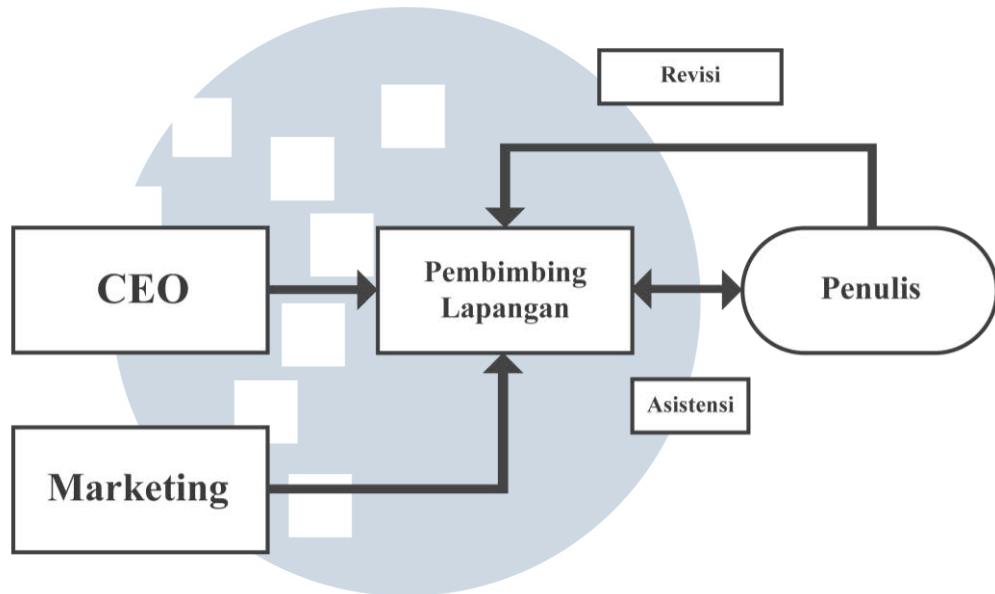 Revisi
CEO
Pembimbing
Lapangan
Penulis
Asistensi
Marketing